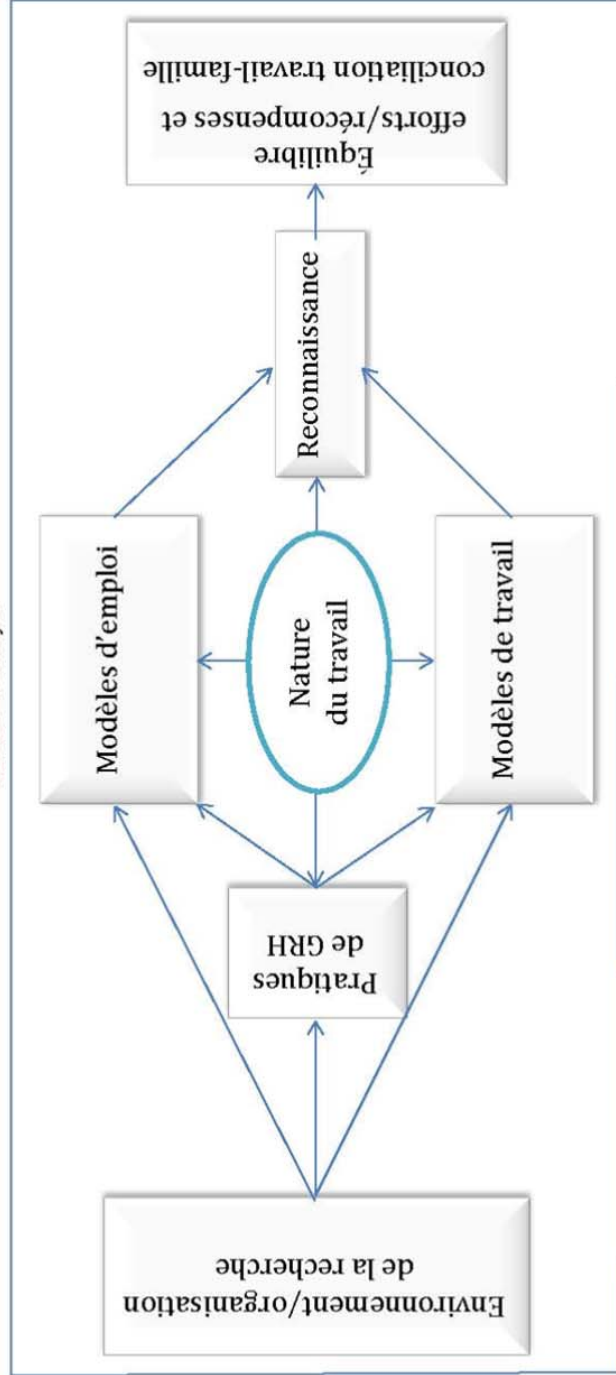 Environnement/organisation
de la recherche
Pratiques
de GRH
Modèles d'emploi
Nature
du travail
Modèles de travail
Reconnaissance
Équilibre
efforts/récompenses et
conciliation travail-famille